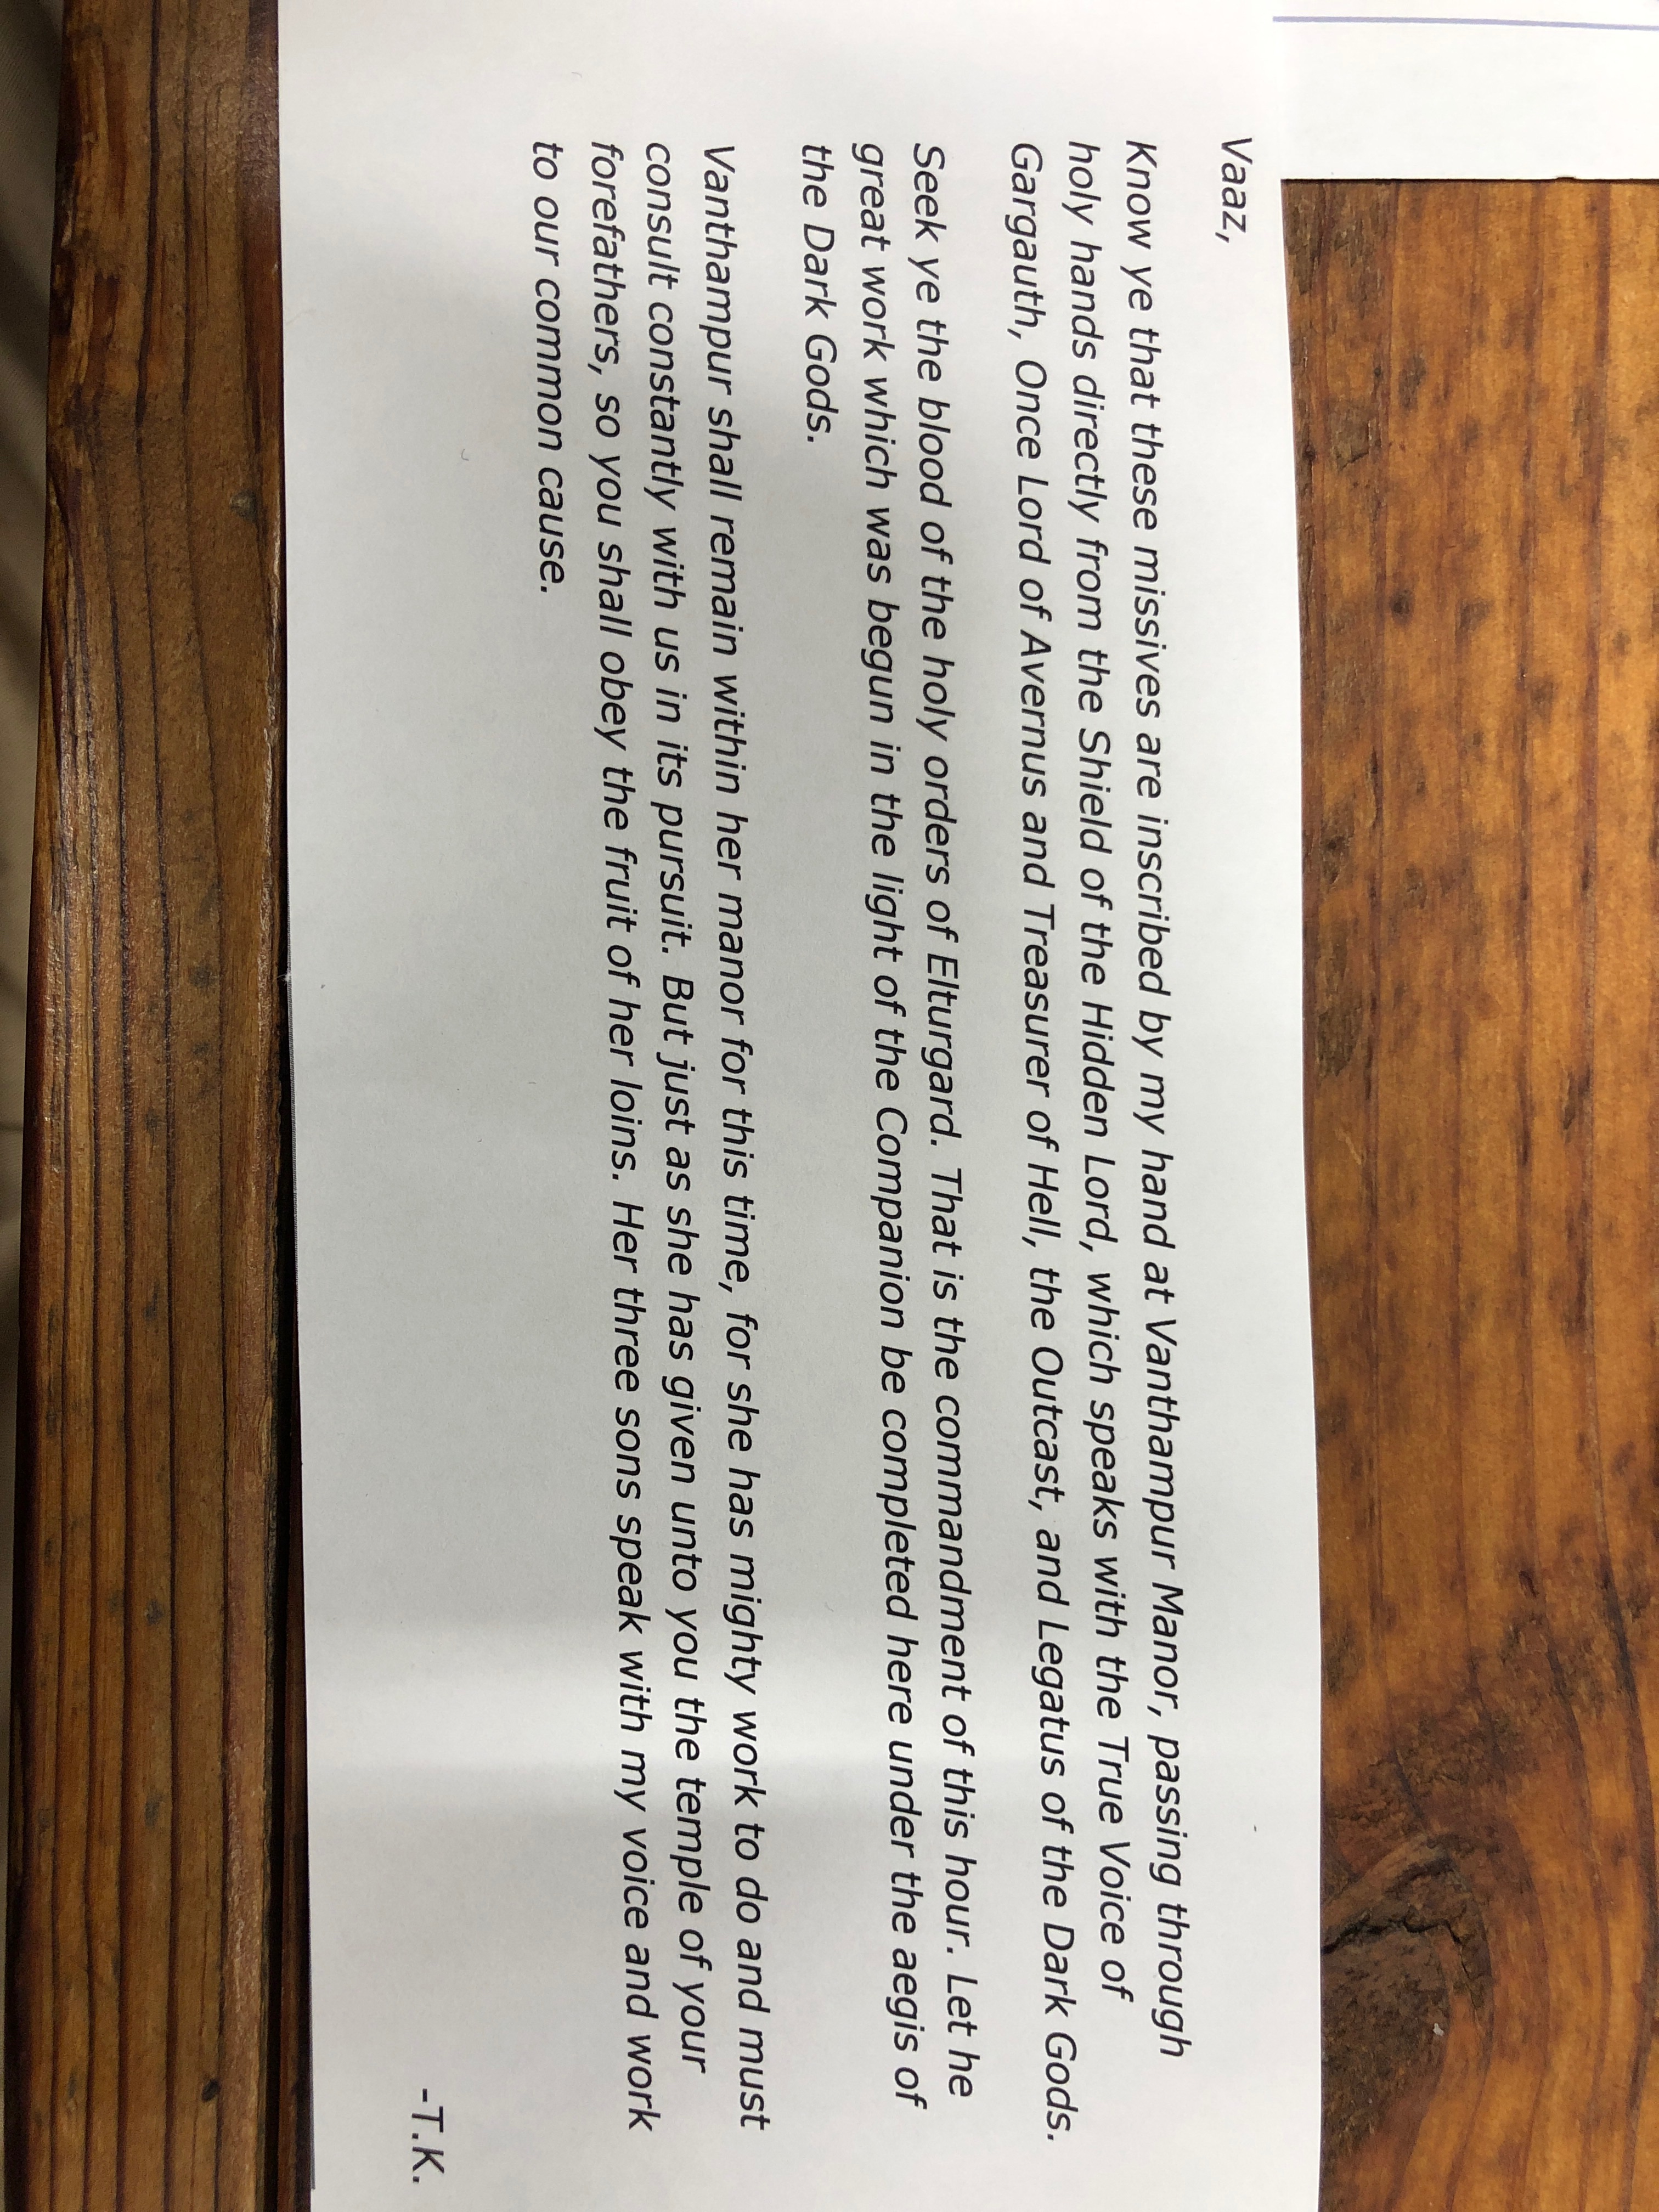 Vaaz,
Know ye that these missives are inscribed by my hand at Vanthampur Manor, passing through
holy hands directly from the Shield of the Hidden Lord, which speaks with the True Voice of
Gargauth, Once Lord of Avernus and Treasurer of Hell, the Outcast, and Legatus of the Dark Gods.
Seek ye the blood of the holy orders of Elturgard. That is the commandment of this hour. Let he
great work which was begun in the light of the Companion be completed here under the aegis of
the Dark Gods.
Vanthampur shall remain within her manor for this time, for she has mighty work to do and must
consult constantly with us in its pursuit. But just as she has given unto you the temple of your
forefathers, so you shall obey the fruit of her loins. Her three sons speak with my voice and work
to our common cause.
-T.K.